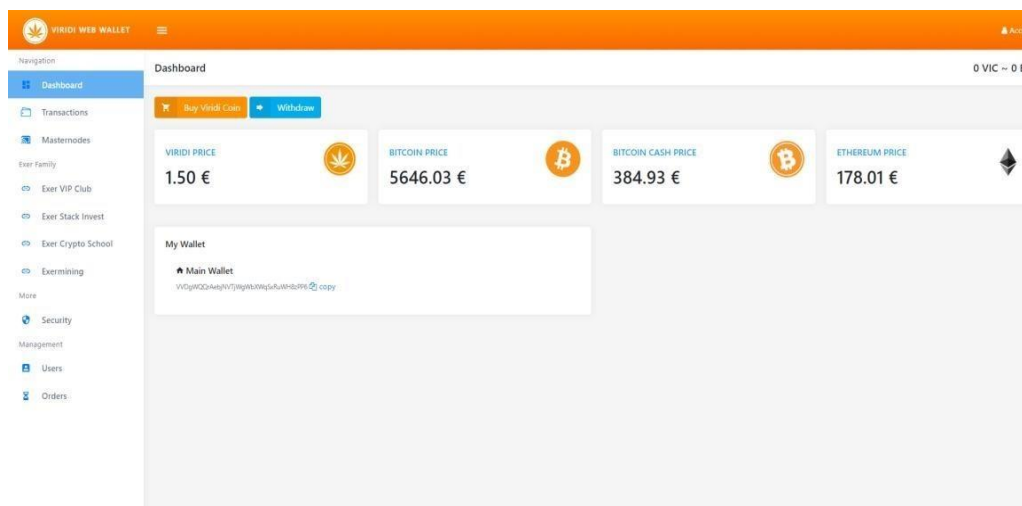 VIRIDI WEB WALLET
Navigation
Dashboard
Transactions
Masternodes
Exer Family
Exer VIP Club
Exer Stack Invest
Exer Crypto School
Exermining
More
Security
Management
Users
Orders
Dashboard
0 VIC ~ 0
Buy Viridi Coin
Withdraw
VIRIDI PRICE
1.50 €
BITCOIN PRICE
5646.03 €
BITCOIN CASH PRICE
384.93 €
ETHEREUM PRICE
178.01 €
My Wallet
Main Wallet
copy